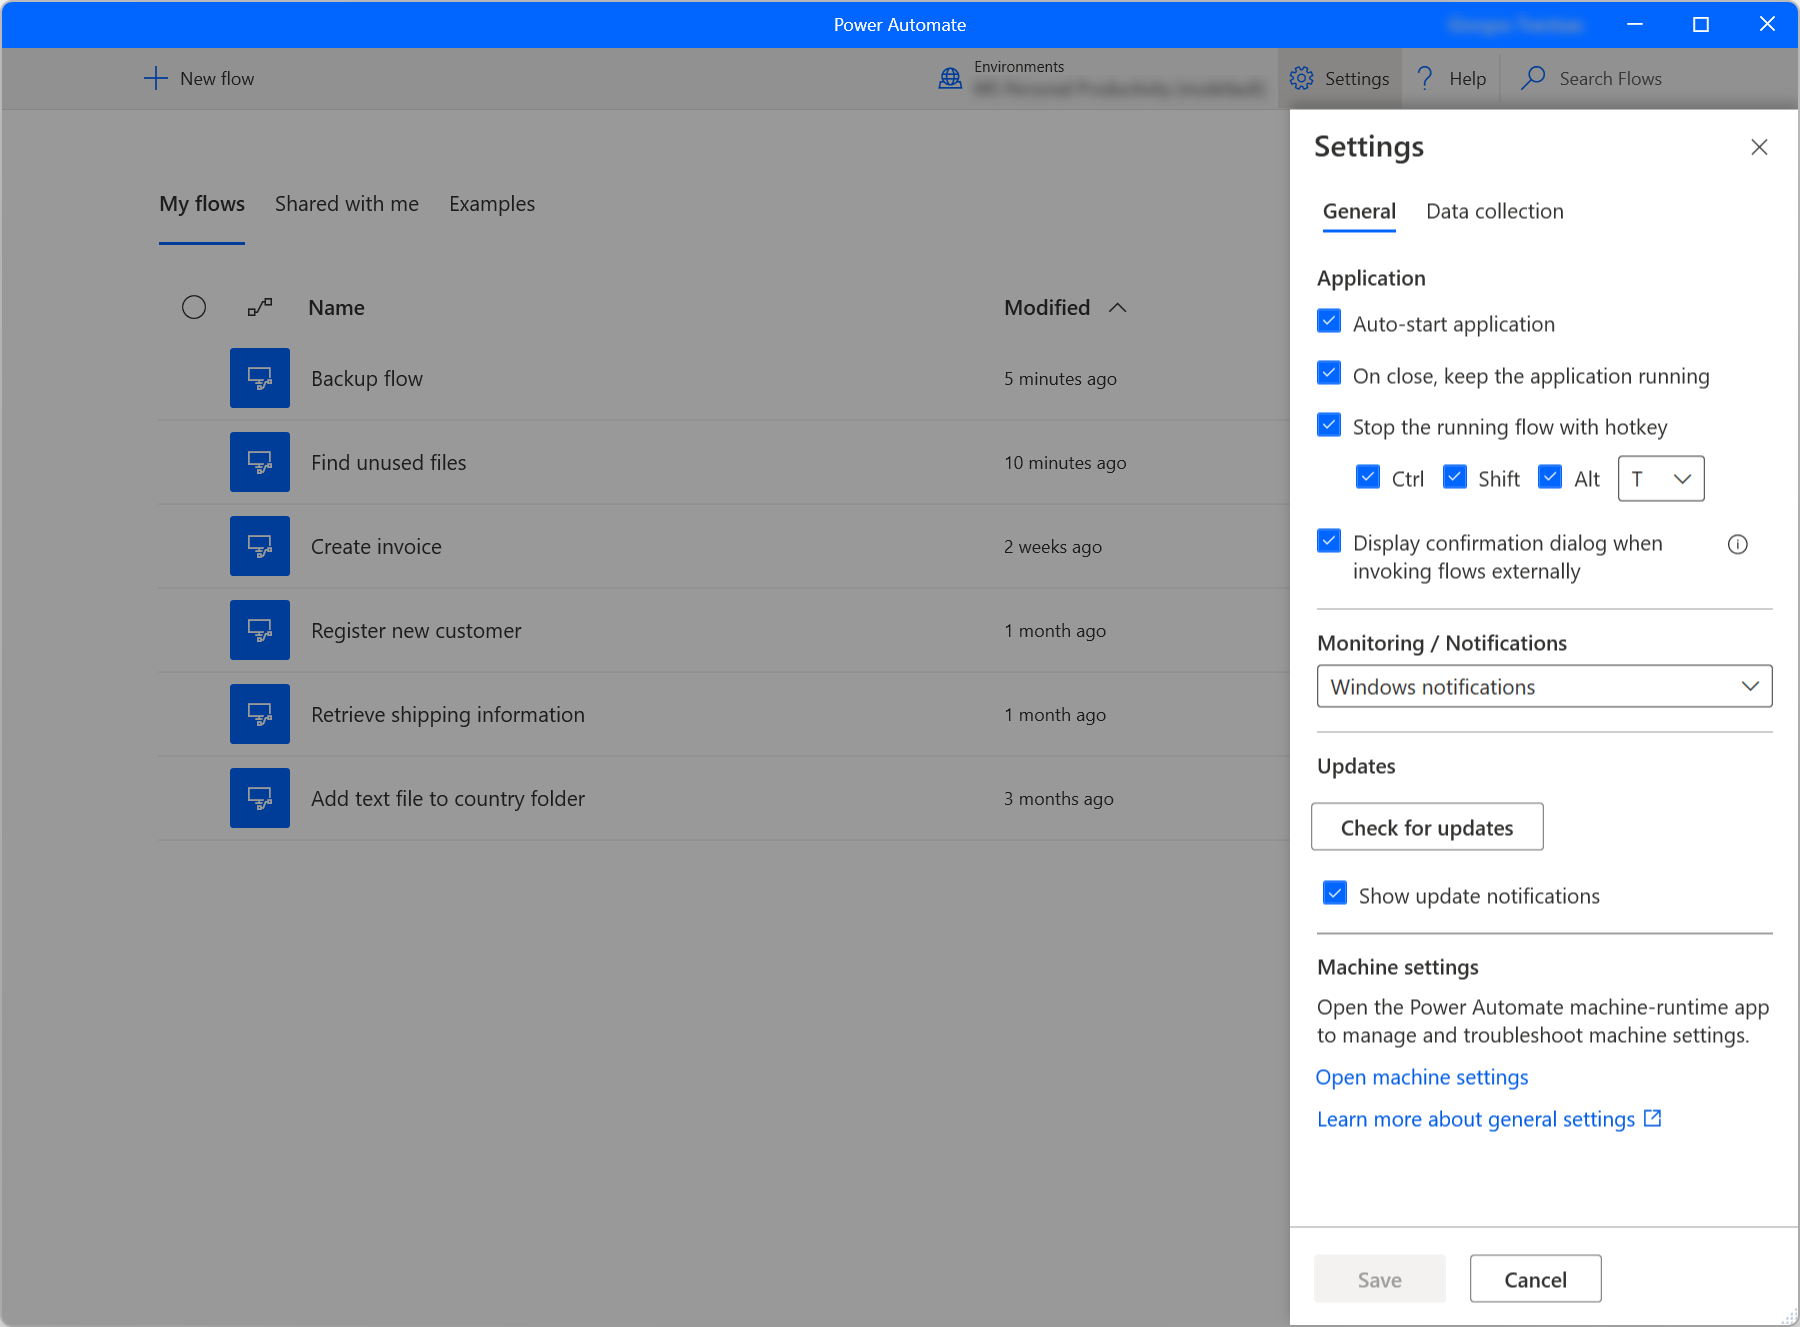 Power Automate
New flow
Environments
Settings
Help
Search Flows
My flows
Shared with me
Examples
Name
Modified
Backup flow
5 minutes ago
Find unused files
10 minutes ago
Create invoice
2 weeks ago
Register new customer
1 month ago
Retrieve shipping information
1 month ago
Add text file to country folder
3 months ago
Settings
General
Data collection
Application
Auto-start application
On close, keep the application running
Stop the running flow with hotkey
Ctrl
Shift
Alt
T
Display confirmation dialog when
invoking flows externally
Monitoring / Notifications
Windows notifications
Updates
Check for updates
Show update notifications
Machine settings
Open the Power Automate machine-runtime app
to manage and troubleshoot machine settings.
Open machine settings
Learn more about general settings
Save
Cancel